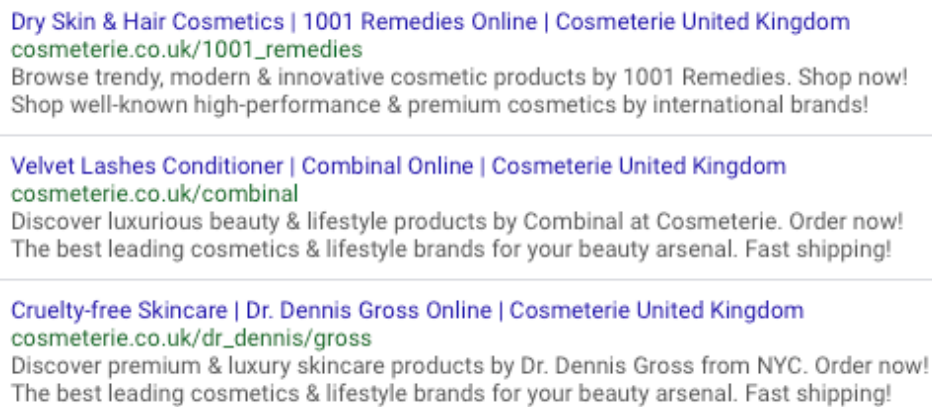 Dry Skin & Hair Cosmetics | 1001 Remedies Online | Cosmeterie United Kingdom
cosmeterie.co.uk/1001_remedies
Browse trendy, modern & innovative cosmetic products by 1001 Remedies. Shop now!
Shop well-known high-performance & premium cosmetics by international brands!
Velvet Lashes Conditioner | Combinal Online | Cosmeterie United Kingdom
cosmeterie.co.uk/combinal
Discover luxurious beauty & lifestyle products by Combinal at Cosmeterie. Order now!
The best leading cosmetics & lifestyle brands for your beauty arsenal. Fast shipping!
Cruelty-free Skincare | Dr. Dennis Gross Online | Cosmeterie United Kingdom
cosmeterie.co.uk/dr_dennis/gross
Discover premium & luxury skincare products by Dr. Dennis Gross from NYC. Order now!
The best leading cosmetics & lifestyle brands for your beauty arsenal. Fast shipping!